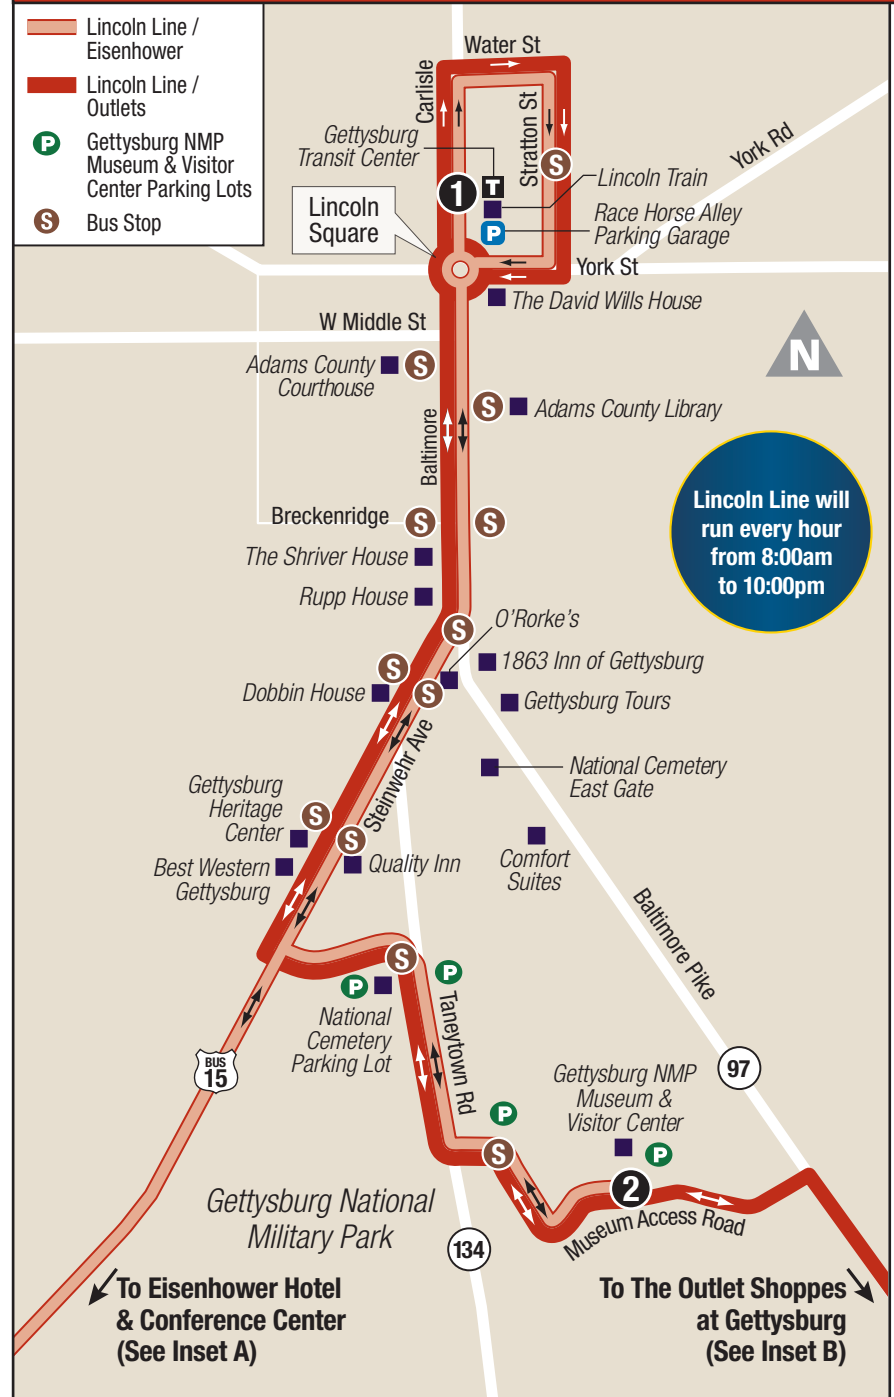 Lincoln Line /
Eisenhower
Lincoln Line /
Outlets
P
Gettysburg NMP
Museum & Visitor
Center Parking Lots
S
Bus Stop
Water St
Carlisle
Stratton St
York Rd
Gettysburg
Transit Center
S
1
T
Lincoln Train
Lincoln
Square
P
Race Horse Alley
Parking Garage
York St
The David Wills House
W Middle St
N
Adams County
Courthouse
S
S
Adams County Library
Baltimore
Lincoln Line will
run every hour
from 8:00am
to 10:00pm
Breckenridge
S
S
The Shriver House
Rupp House
S
O'Rorke's
1863 Inn of Gettysburg
S
Dobbin House
S
Gettysburg Tours
Steinwehr Ave
National Cemetery
East Gate
Gettysburg
Heritage
Center
S
S
Best Western
Gettysburg
Quality Inn
Comfort
Suites
Baltimore Pike
S
P
P
National
Cemetery
Parking Lot
Taneytown Rd
BUS
15
97
Gettysburg NMP
Museum &
Visitor Center
P
S
P
2
Museum Access Road
Gettysburg National
Military Park
134
To Eisenhower Hotel
& Conference Center
(See Inset A)
To The Outlet Shoppes
at Gettysburg
(See Inset B)